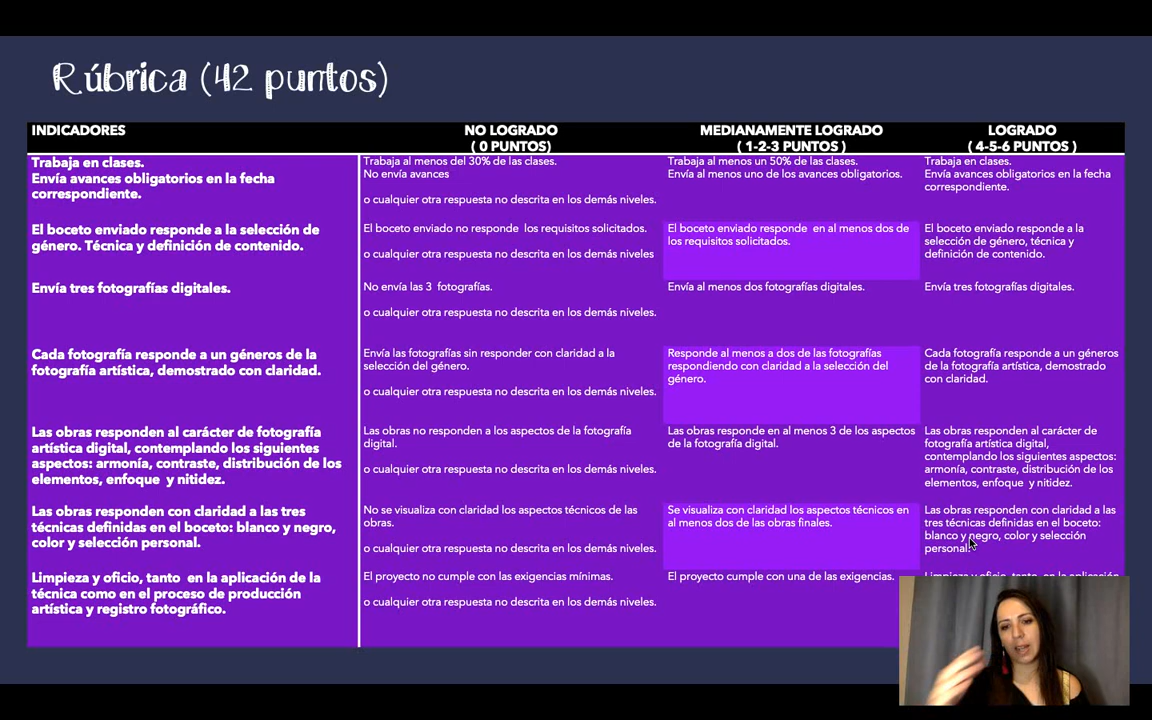 Rúbrica (42 puntos)
INDICADORES
NO LOGRADO
( 0 PUNTOS)
MEDIANAMENTE LOGRADO
( 1-2-3 PUNTOS )
LOGRADO
( 4-5-6 PUNTOS )
Trabaja en clases.
Envía avances obligatorios en la fecha
correspondiente.
Trabaja al menos del 30% de las clases.
No envía avances
o cualquier otra respuesta no descrita en los demás niveles.
Trabaja al menos un 50% de las clases.
Envía al menos uno de los avances obligatorios.
Trabaja en clases.
Envía avances obligatorios en la fecha
correspondiente.
El boceto enviado responde a la selección de
género. Técnica y definición de contenido.
El boceto enviado no responde los requisitos solicitados.
o cualquier otra respuesta no descrita en los demás niveles
El boceto enviado responde en al menos dos de
los requisitos solicitados.
El boceto enviado responde a la
selección de género, técnica y
definición de contenido.
Envía tres fotografías digitales.
No envía las 3 fotografías.
o cualquier otra respuesta no descrita en los demás niveles.
Envía al menos dos fotografías digitales.
Envía tres fotografías digitales.
Cada fotografía responde a un géneros de la
fotografía artística, demostrado con claridad.
Envía las fotografías sin responder con claridad a la
selección del género.
o cualquier otra respuesta no descrita en los demás niveles.
Responde al menos a dos de las fotografías
respondiendo con claridad a la selección del
género.
Cada fotografía responde a un géneros
de la fotografía artística, demostrado
con claridad.
Las obras responden al carácter de fotografía
artística digital, contemplando los siguientes
aspectos: armonía, contraste, distribución de los
elementos, enfoque y nitidez.
Las obras no responden a los aspectos de la fotografía
digital.
o cualquier otra respuesta no descrita en los demás niveles.
Las obras responde en al menos 3 de los aspectos
de la fotografía digital.
Las obras responden al carácter de
fotografía artística digital,
contemplando los siguientes aspectos:
armonía, contraste, distribución de los
elementos, enfoque y nitidez.
Las obras responden con claridad a las tres
técnicas definidas en el boceto: blanco y negro,
color y selección personal.
No se visualiza con claridad los aspectos técnicos de las
obras.
o cualquier otra respuesta no descrita en los demás niveles.
Se visualiza con claridad los aspectos técnicos en
al menos dos de las obras finales.
Las obras responden con claridad a las
tres técnicas definidas en el boceto:
blanco y negro, color y selección
personal.
Limpieza y oficio, tanto en la aplicación de la
técnica como en el proceso de producción
artística y registro fotográfico.
El proyecto no cumple con las exigencias mínimas.
o cualquier otra respuesta no descrita en los demás niveles.
El proyecto cumple con una de las exigencias.